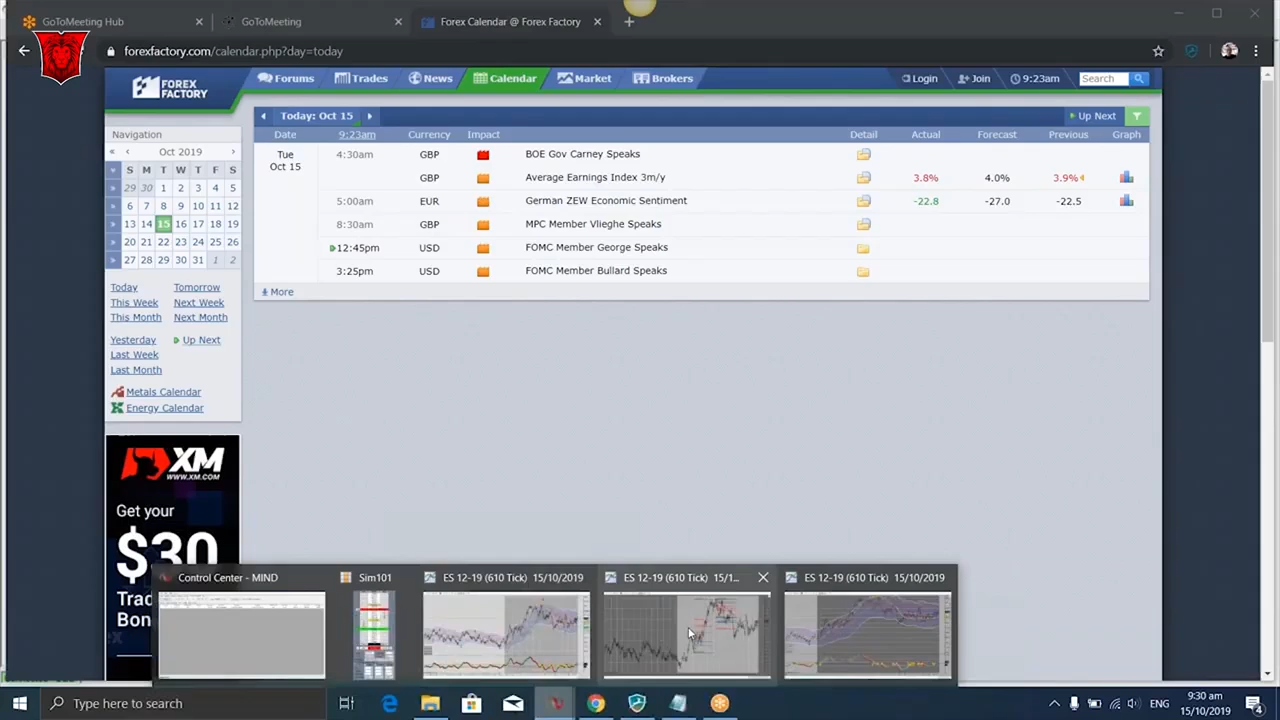 GoToMeeting Hub
GoToMeeting
Forex Calendar @ Forex Factory
forexfactory.com/calendar.php?day=today
FOREX FACTORY
Forums Trades News Calendar Market Brokers Login Join 9:23am Search
Navigation
« ‹ Oct 2019 ›
S M T W T F S
29 30 1 2 3 4 5
6 7 8 9 10 11 12
13 14 15 16 17 18 19
20 21 22 23 24 25 26
27 28 29 30 31 1 2
Today Tomorrow
This Week Next Week
This Month Next Month
Yesterday Up Next
Last Week
Last Month
Metals Calendar
Energy Calendar
Today: Oct 15 Up Next
Date 9:23am Currency Impact Detail Actual Forecast Previous Graph
Tue Oct 15 4:30am GBP BOE Gov Carney Speaks
GBP Average Earnings Index 3m/y 3.8% 4.0% 3.9%
5:00am EUR German ZEW Economic Sentiment -22.8 -27.0 -22.5
8:30am GBP MPC Member Vlieghe Speaks
12:45pm USD FOMC Member George Speaks
3:25pm USD FOMC Member Bullard Speaks
More
XM
WWW.XM.COM
Get your
$30
Control Center - MIND
Sim101
ES 12-19 (610 Tick) 15/10/2019
ES 12-19 (610 Tick) 15/1...
ES 12-19 (610 Tick) 15/10/2019
Type here to search
ENG
9:30 am
15/10/2019
4